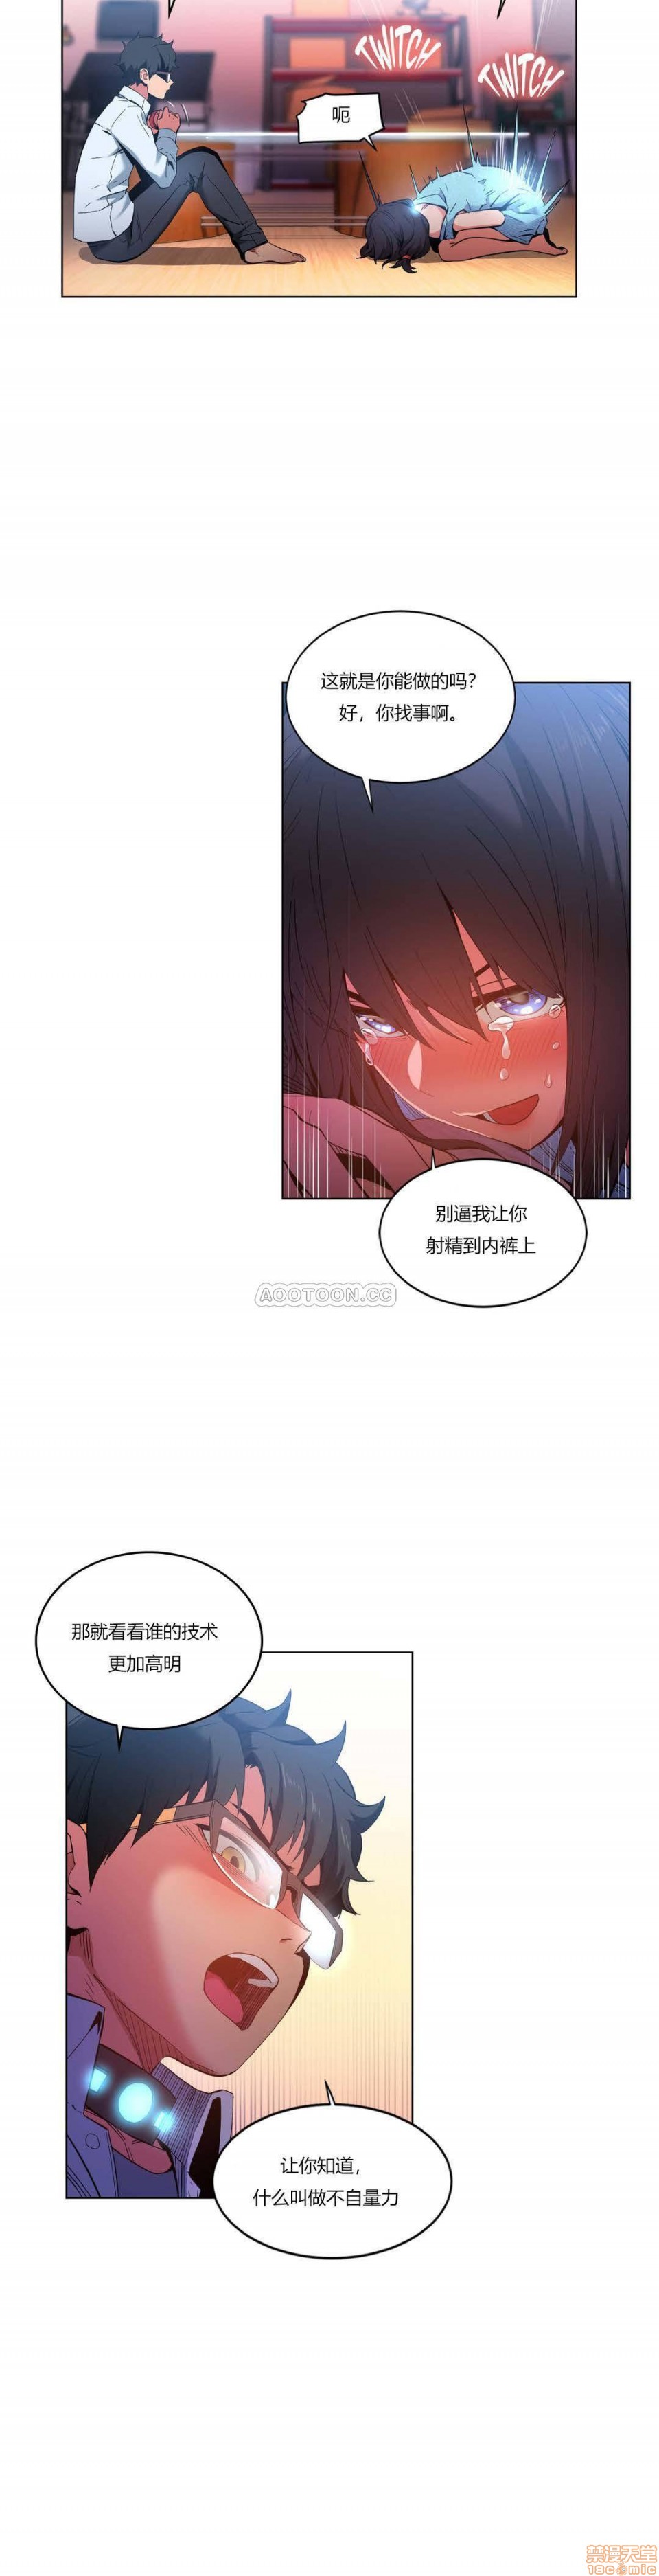 TWITCH
TWITCH
呃
这就是你能做的吗?
好，你找事啊。
别逼我让你
射精到内裤上
AOOTOON.CC
那就看看谁的技术
更加高明
让你知道，
什么叫做不自量力
禁漫天堂
18comic.vip